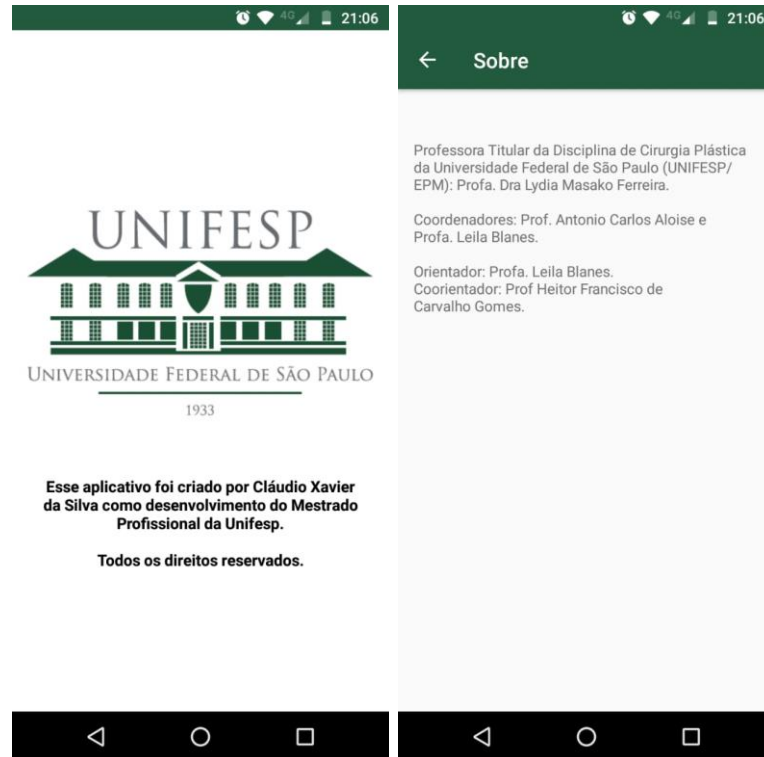 4G 21:06
UNIFESP
UNIVERSIDADE FEDERAL DE SÃO PAULO
1933
Esse aplicativo foi criado por Cláudio Xavier
da Silva como desenvolvimento do Mestrado
Profissional da Unifesp.
Todos os direitos reservados.
4G 21:06
Sobre
Professora Titular da Disciplina de Cirurgia Plástica
da Universidade Federal de São Paulo (UNIFESP/
EPM): Profa. Dra Lydia Masako Ferreira.
Coordenadores: Prof. Antonio Carlos Aloise e
Profa. Leila Blanes.
Orientador: Profa. Leila Blanes.
Coorientador: Prof Heitor Francisco de
Carvalho Gomes.